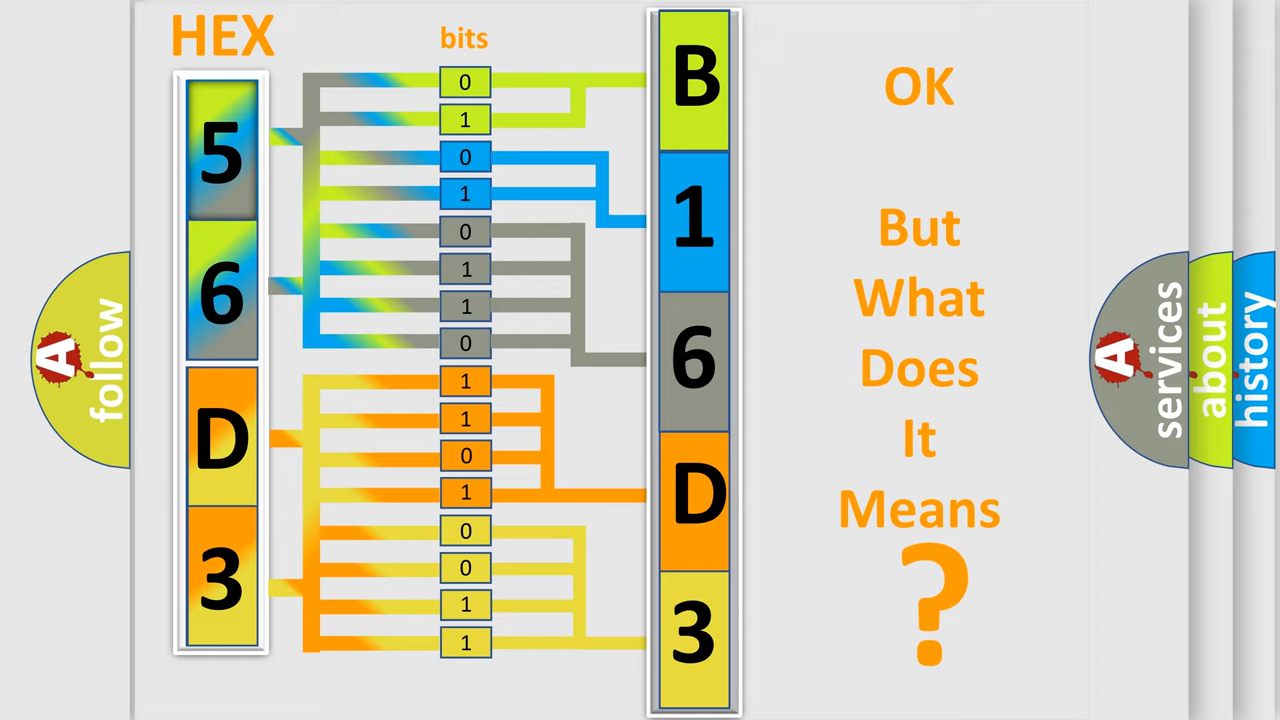 HEX
bits
5
6
D
3
0
1
0
1
0
1
1
0
1
1
0
1
0
0
1
1
B
1
6
D
3
OK
But
What
Does
It
Means
?
A
follow
A
services
about
history